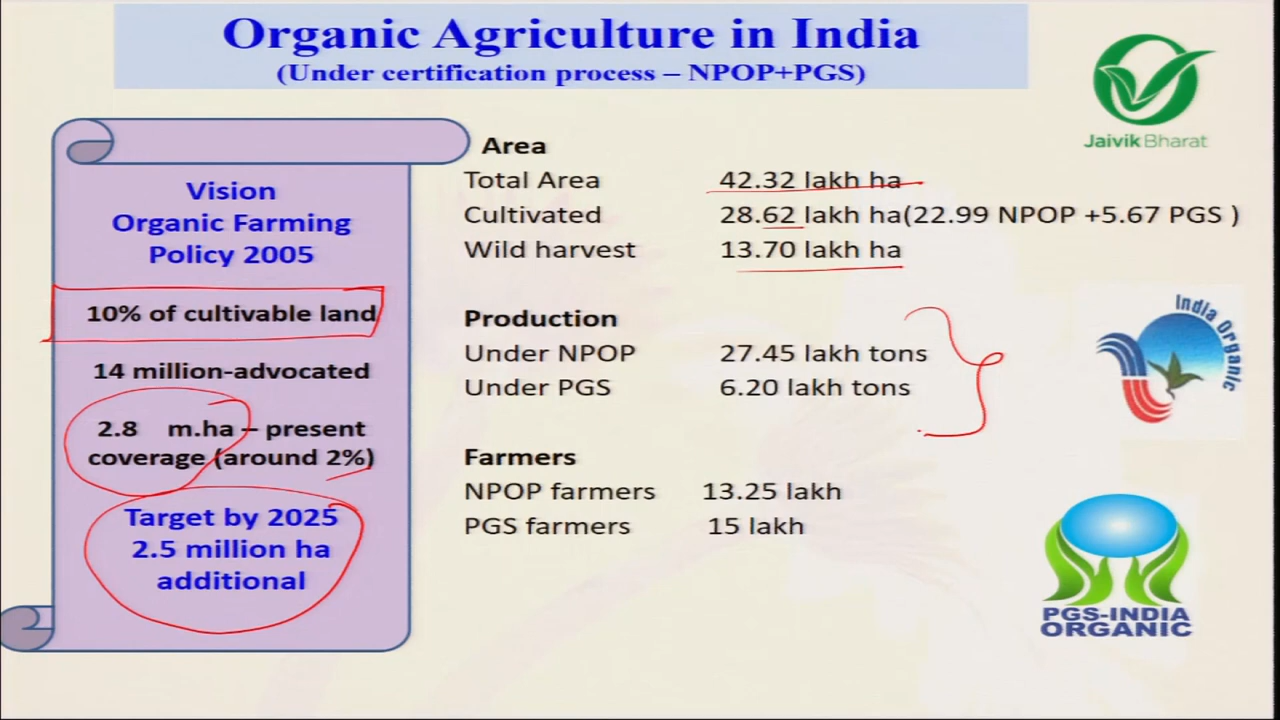 Organic Agriculture in India
(Under certification process – NPOP+PGS)
Jaivik Bharat
Vision
Organic Farming
Policy 2005
10% of cultivable land
14 million-advocated
2.8 m.ha – present
coverage (around 2%)
Target by 2025
2.5 million ha
additional
Area
Total Area 42.32 lakh ha
Cultivated 28.62 lakh ha(22.99 NPOP +5.67 PGS )
Wild harvest 13.70 lakh ha
Production
Under NPOP 27.45 lakh tons
Under PGS 6.20 lakh tons
Farmers
NPOP farmers 13.25 lakh
PGS farmers 15 lakh
India Organic
PGS-INDIA
ORGANIC